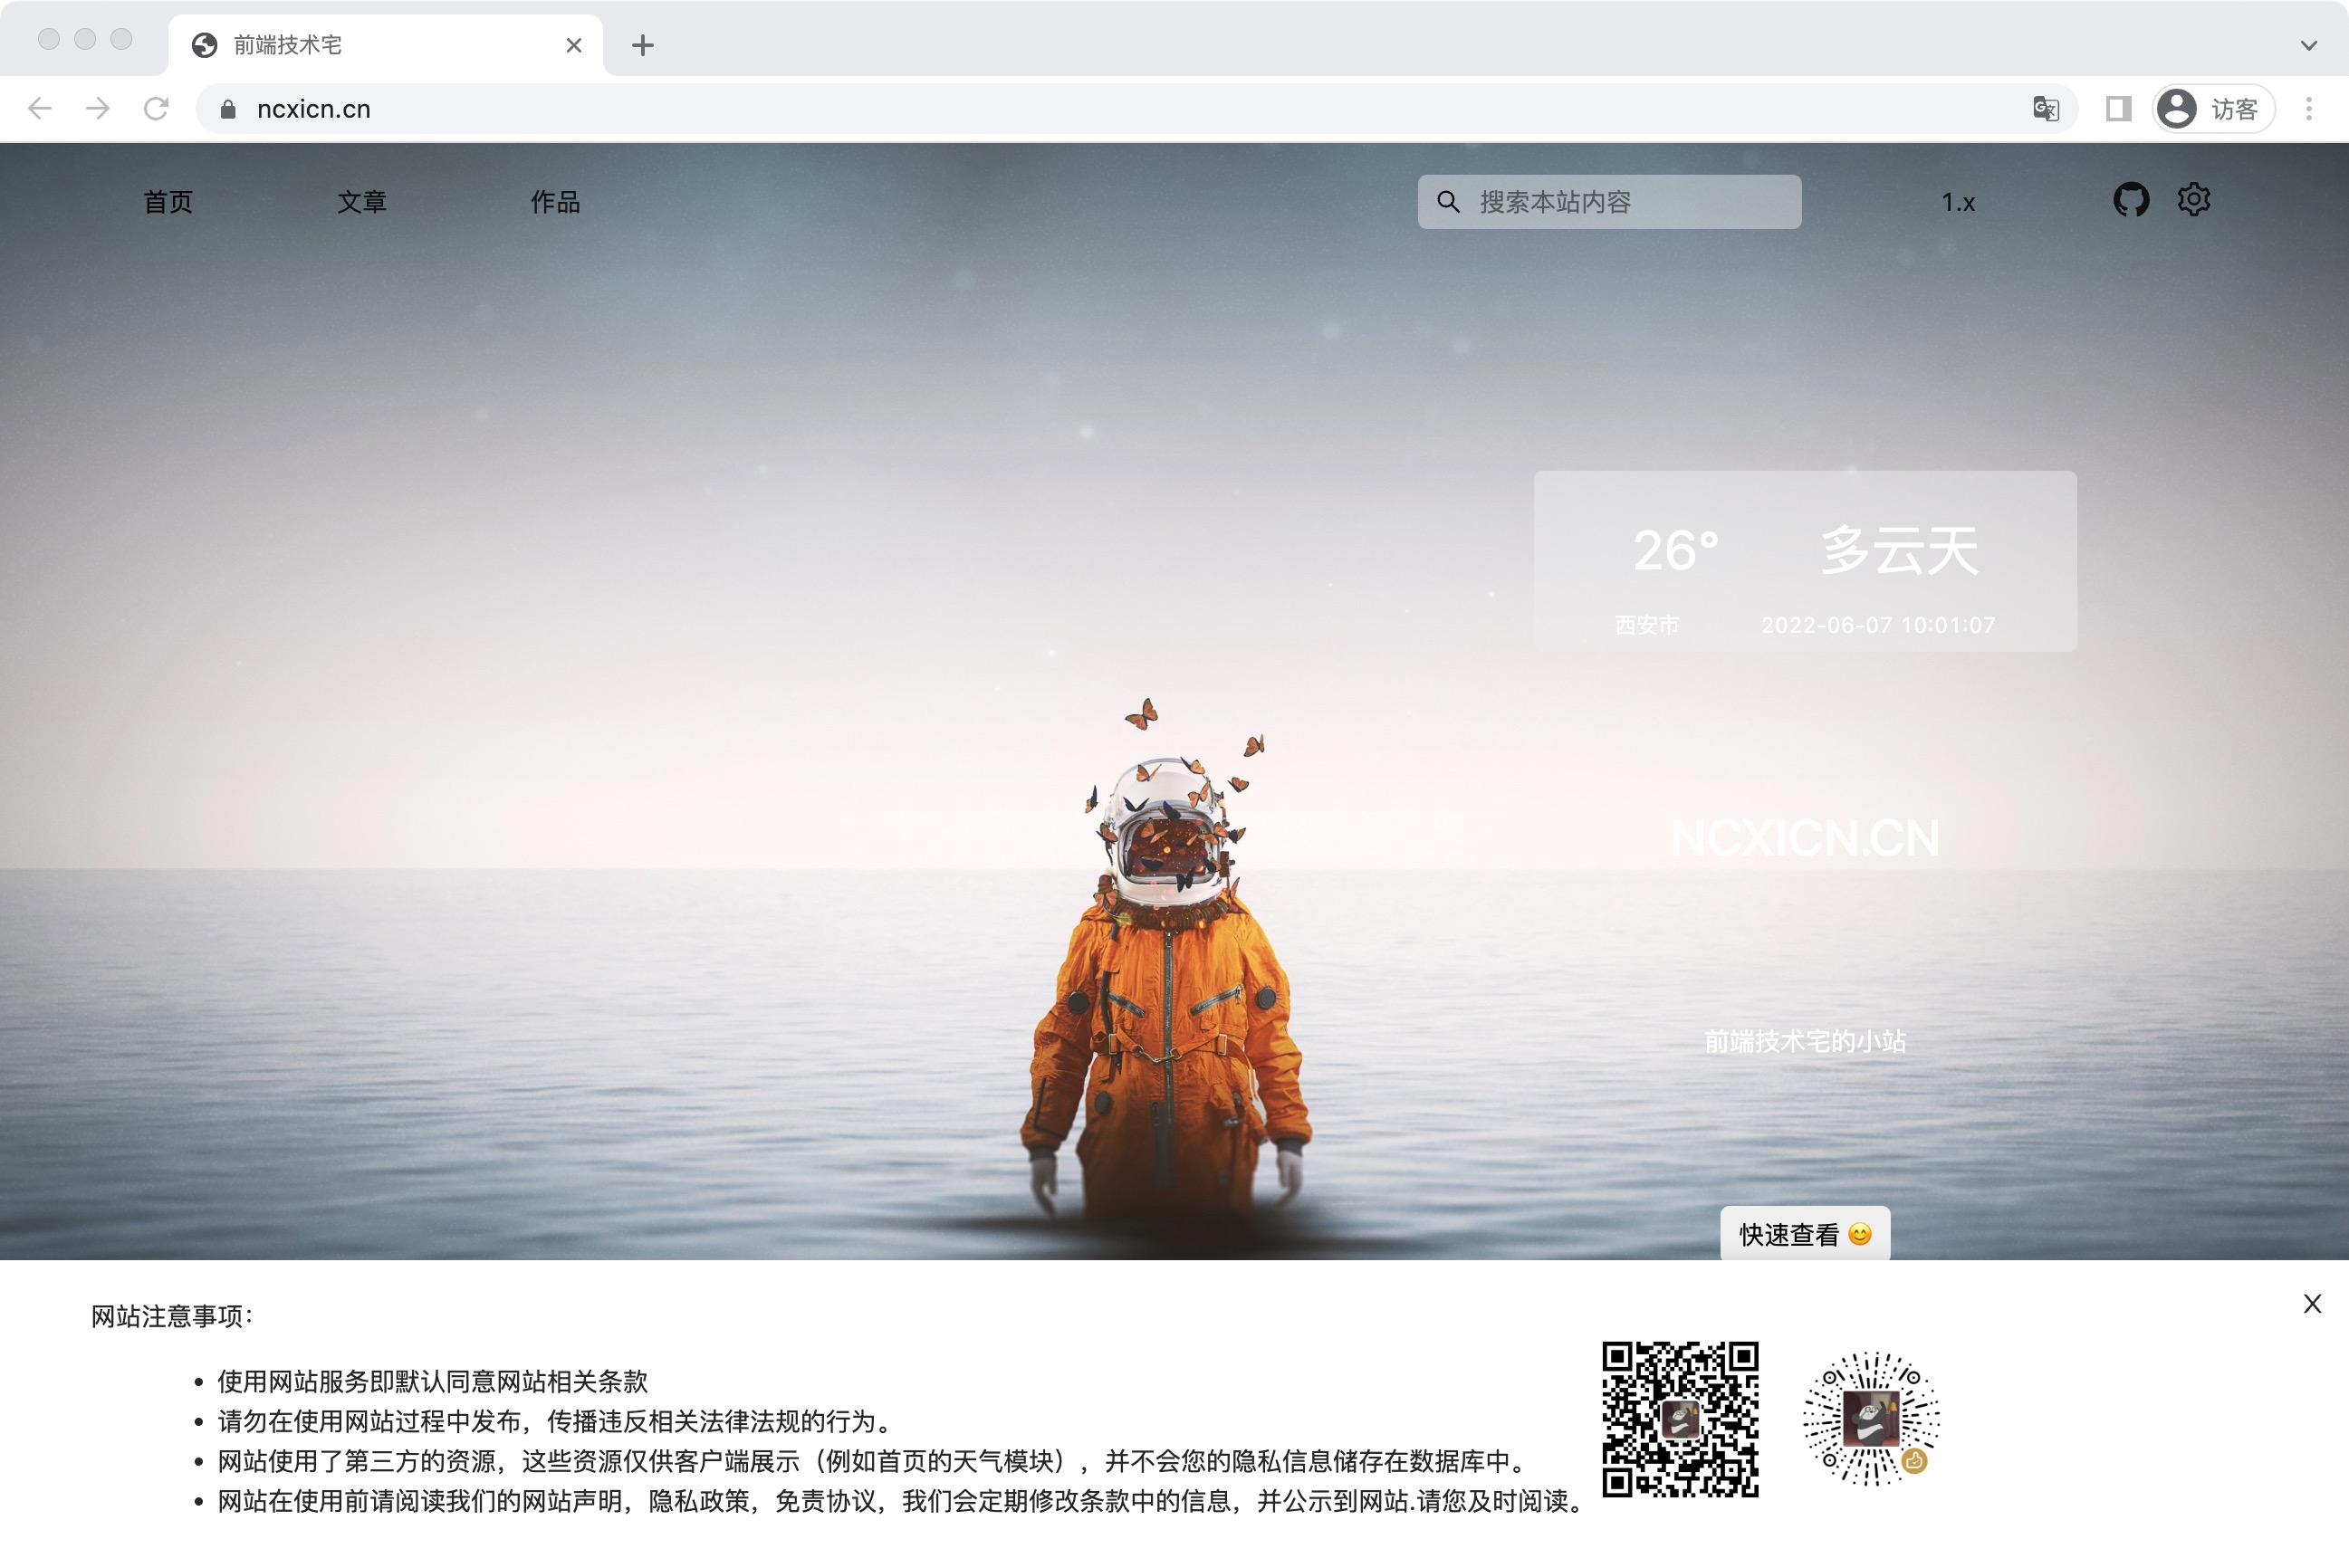 前端技术宅
ncxicn.cn
访客
首页 文章 作品 搜索本站内容 1.x
26° 多云天
西安市 2022-06-07 10:01:07
NCXICN.CN
前端技术宅的小站
快速查看 😊
网站注意事项：
X
• 使用网站服务即默认同意网站相关条款
• 请勿在使用网站过程中发布，传播违反相关法律法规的行为。
• 网站使用了第三方的资源，这些资源仅供客户端展示（例如首页的天气模块），并不会您的隐私信息储存在数据库中。
• 网站在使用前请阅读我们的网站声明，隐私政策，免责协议，我们会定期修改条款中的信息，并公示到网站.请您及时阅读。